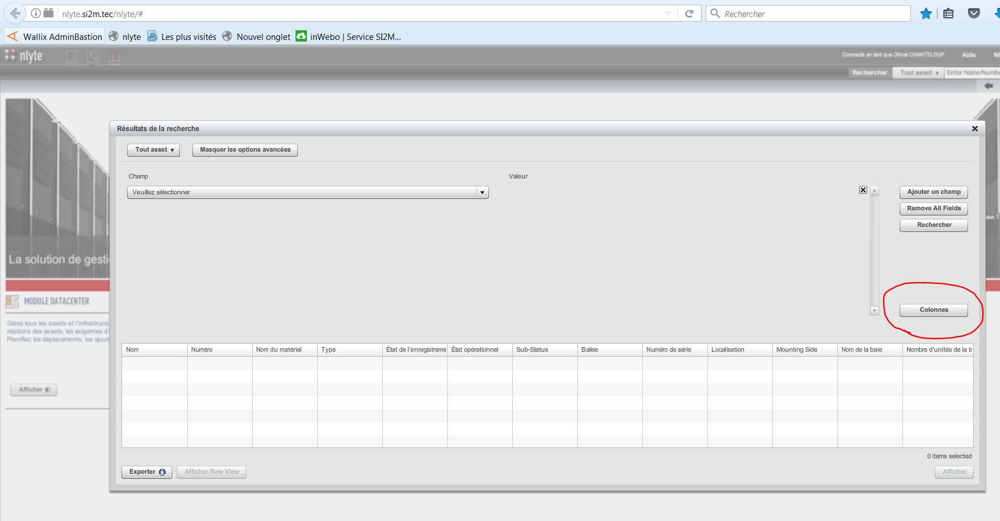 nlyte.si2m.tec/nlyte/#
Rechercher
Wallix AdminBastion
nlyte
Les plus visités
Nouvel onglet
inWebo | Service SI2M...
nlyte
Connecté en tant que Olivier CHANTELOUP
Aide
Rechercher
Tout asset
Enter Name/Numbe
Résultats de la recherche
Tout asset
Masquer les options avancées
Champ
Valeur
Veuillez sélectionner
Ajouter un champ
Remove All Fields
Rechercher
sion 7.
La solution de gesti
MODULE DATACENTER
Colonnes
Gérez tous les assets et l'infrastructu
relations des assets, les exigences d'
Planifiez les déplacements, les ajouts
Nom
Numéro
Nom du matériel
Type
État de l'enregistreme
État opérationnel
Sub-Status
Balise
Numéro de série
Localisation
Mounting Side
Nom de la baie
Nombre d'unités de la b
Afficher
0 items selected
Exporter
Afficher Row View
Afficher